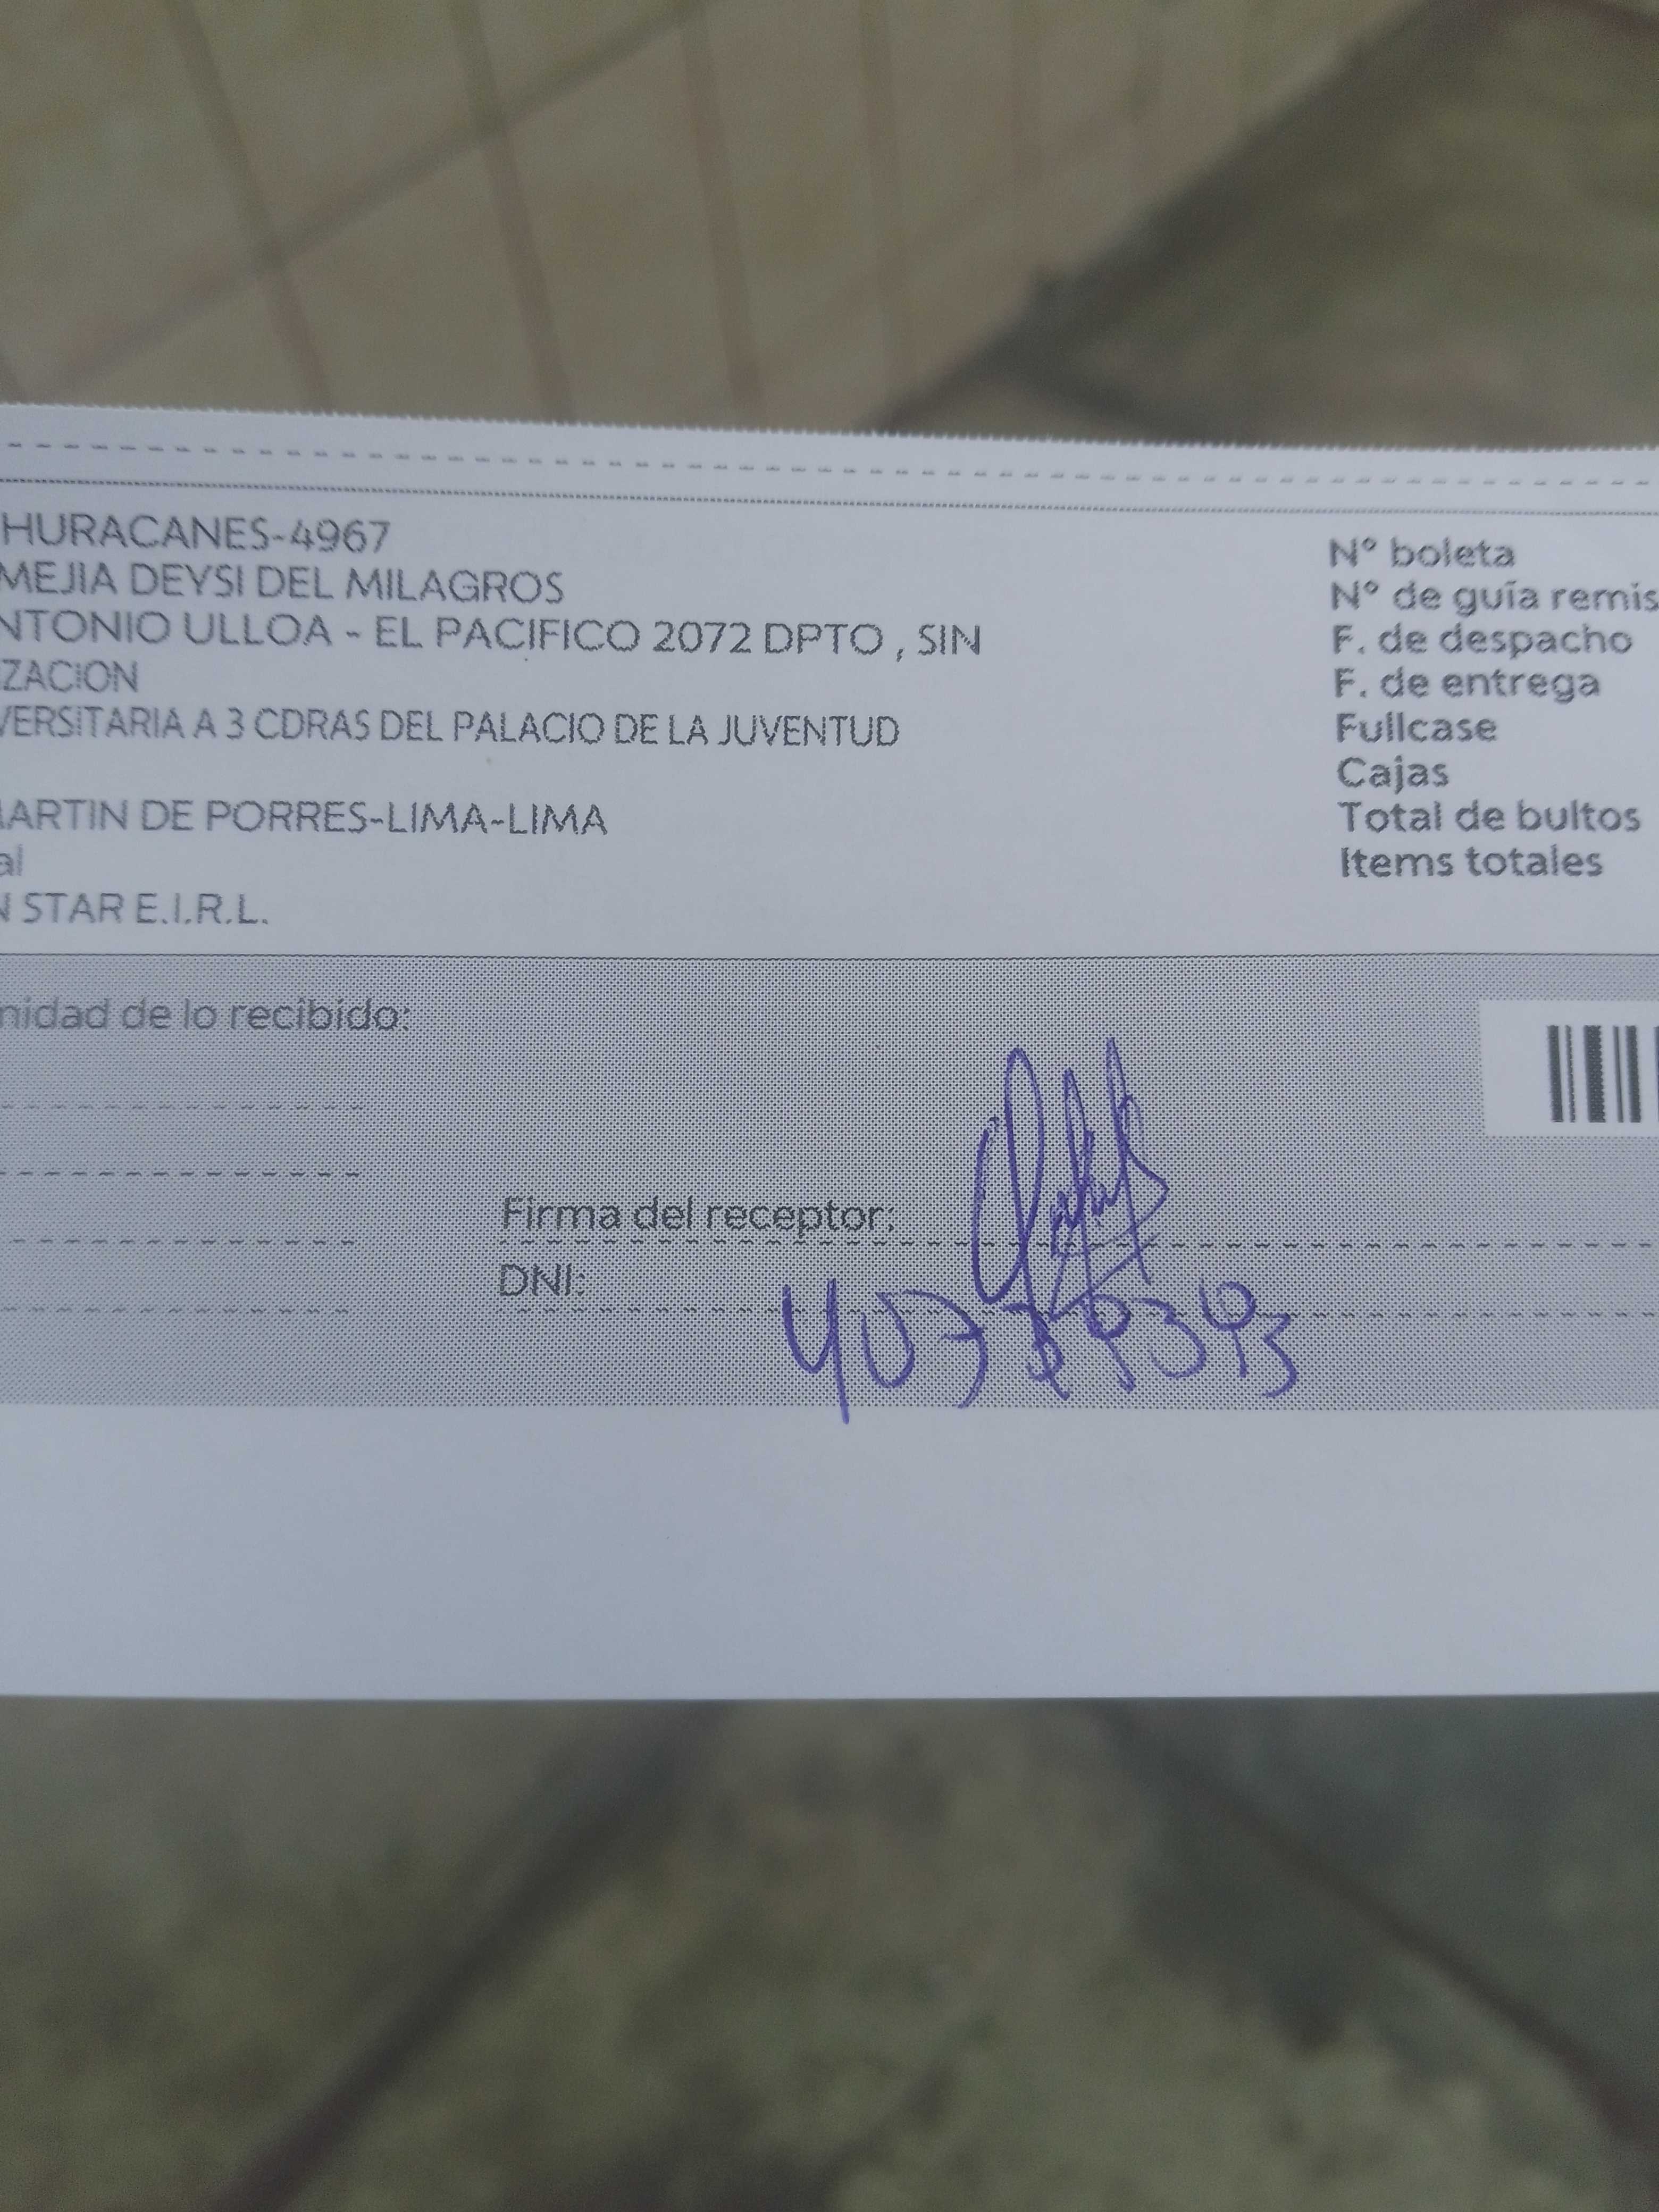 HURACANES-4967
MEJIA DEYSI DEL MILAGROS
NTONIO ULLOA - EL PACIFICO 2072 DPTO , SIN
ZACION
VERSITARIA A 3 CDRAS DEL PALACIO DE LA JUVENTUD
MARTIN DE PORRES-LIMA-LIMA
al
N STAR E.I.R.L.
N° boleta
N° de guía remis
F. de despacho
F. de entrega
Fullcase
Cajas
Total de bultos
Items totales
nidad de lo recibido:
Firma del receptor:
DNI: